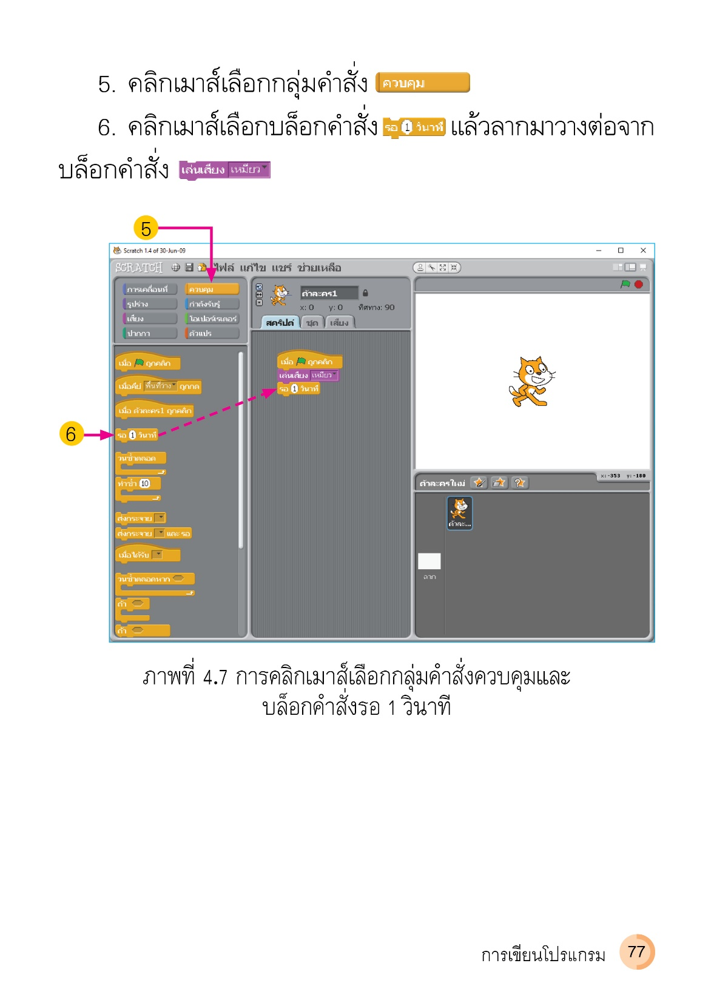 5. คลิกเมาส์เลือกกลุ่มคำสั่ง ควบคุม
6. คลิกเมาส์เลือกบล็อกคำสั่ง รอ 1 วินาที แล้วลากมาวางต่อจาก
บล็อกคำสั่ง เล่นเสียง เหมียว
5
Scratch 1.4 of 30-Jun-09
SCRATCH ไฟล์ แก้ไข แชร์ ช่วยเหลือ
การเคลื่อนที่ ควบคุม
รูปร่าง กำลังรับรู้
เสียง โอเปอร์เรเตอร์
ปากกา ตัวแปร
ตัวละคร1
x: 0 y: 0 ทิศทาง: 90
สคริปต์ ชุด เสียง
เมื่อ ถูกคลิก
เมื่อคีย์ พื้นที่ว่าง ถูกกด
เมื่อ ตัวละคร1 ถูกคลิก
6
รอ 1 วินาที
วนซ้ำตลอด
ทำซ้ำ 10
ส่งกระจาย
ส่งกระจาย และ รอ
เมื่อได้รับ
วนซ้ำตลอดหาก
ถ้า
ถ้า
เมื่อ ถูกคลิก
เล่นเสียง เหมียว
รอ 1 วินาที
x: -353 y: -180
ตัวละครใหม่
ตัวละ...
ฉาก
ภาพที่ 4.7 การคลิกเมาส์เลือกกลุ่มคำสั่งควบคุมและ
บล็อกคำสั่งรอ 1 วินาที
การเขียนโปรแกรม 77